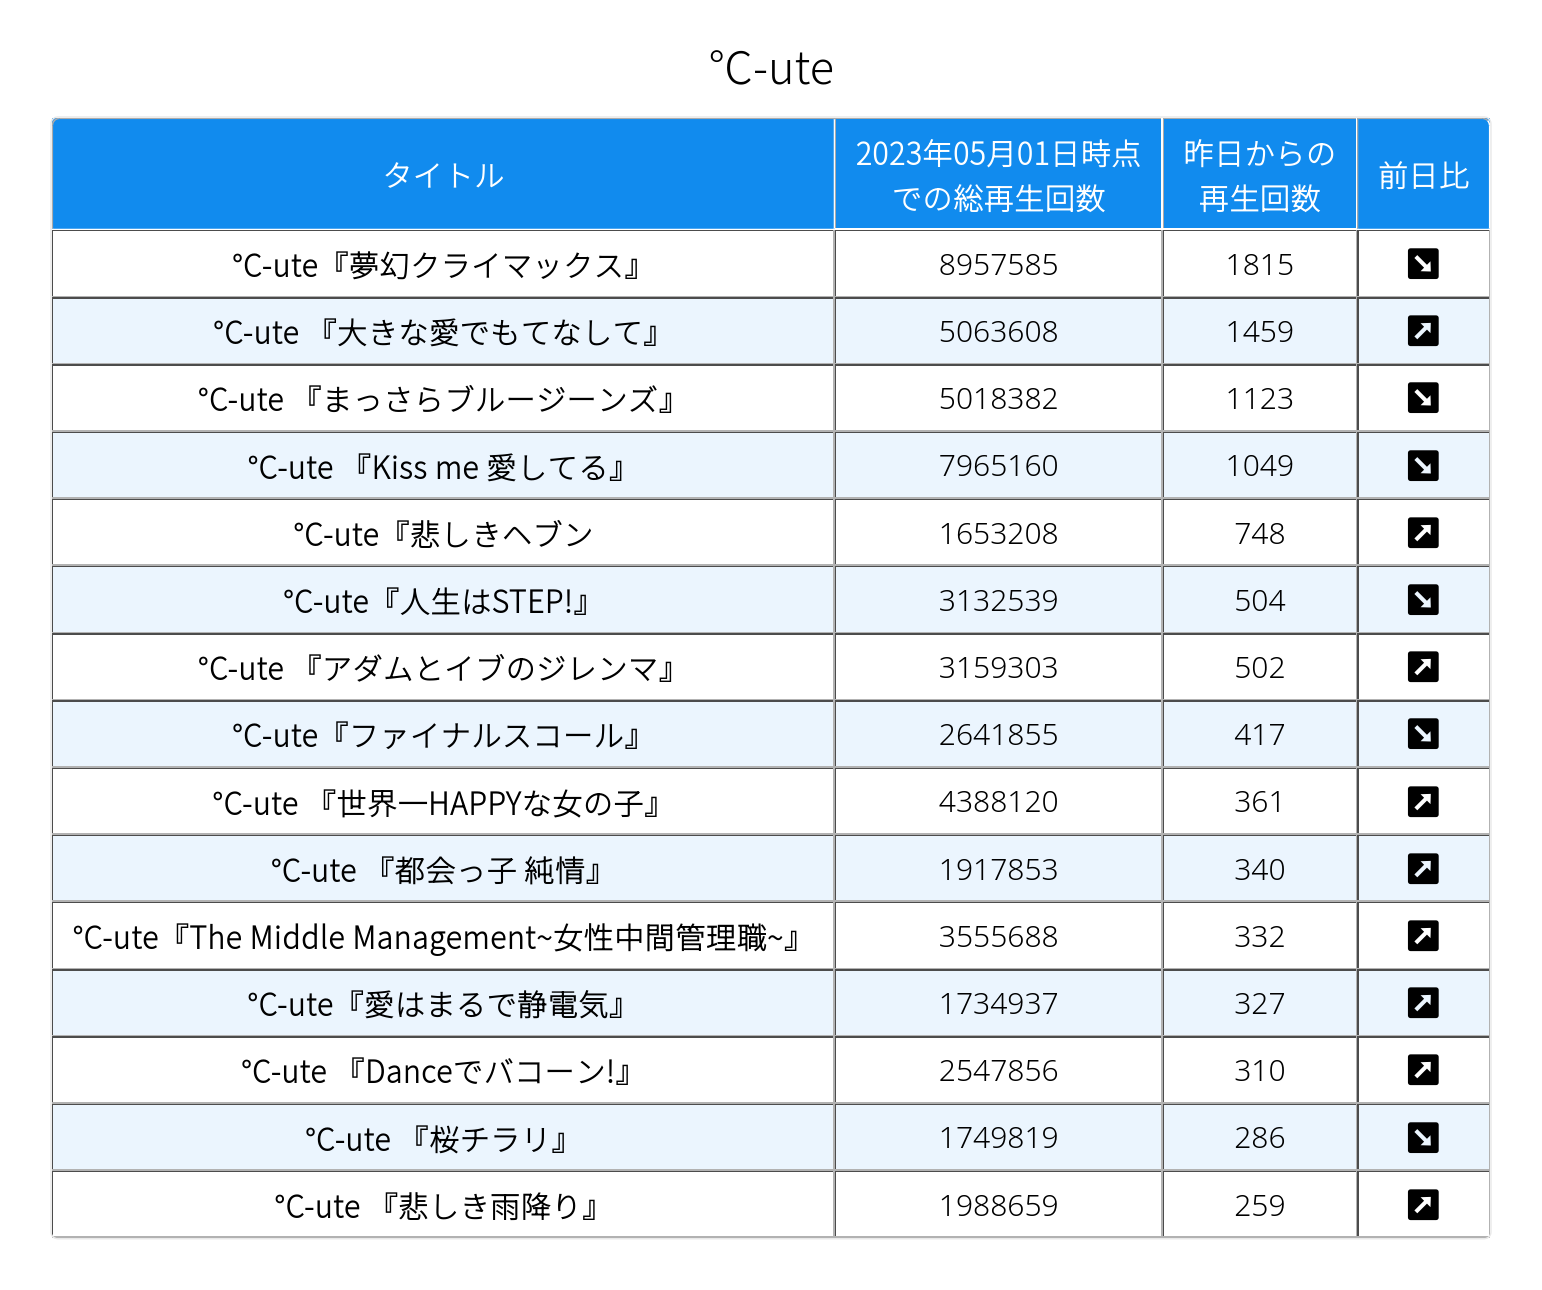 ℃-ute
タイトル 2023年05月01日時点 昨日からの 前日比
での総再生回数 再生回数
℃-ute『夢幻クライマックス』 8957585 1815
℃-ute 『大きな愛でもてなして』 5063608 1459
℃-ute 『まっさらブルージーンズ』 5018382 1123
℃-ute 『Kiss me 愛してる』 7965160 1049
℃-ute『悲しきヘブン 1653208 748
℃-ute『人生はSTEP!』 3132539 504
℃-ute 『アダムとイブのジレンマ』 3159303 502
℃-ute『ファイナルスコール』 2641855 417
℃-ute 『世界一HAPPYな女の子』 4388120 361
℃-ute 『都会っ子 純情』 1917853 340
℃-ute『The Middle Management~女性中間管理職~』 3555688 332
℃-ute『愛はまるで静電気』 1734937 327
℃-ute 『Danceでバコーン!』 2547856 310
℃-ute 『桜チラリ』 1749819 286
℃-ute 『悲しき雨降り』 1988659 259